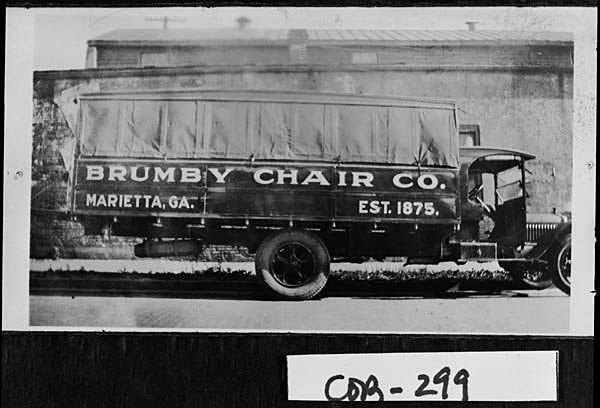 BRUMBY CHAIR CO.
MARIETTA, GA. EST. 1875.
COB-299